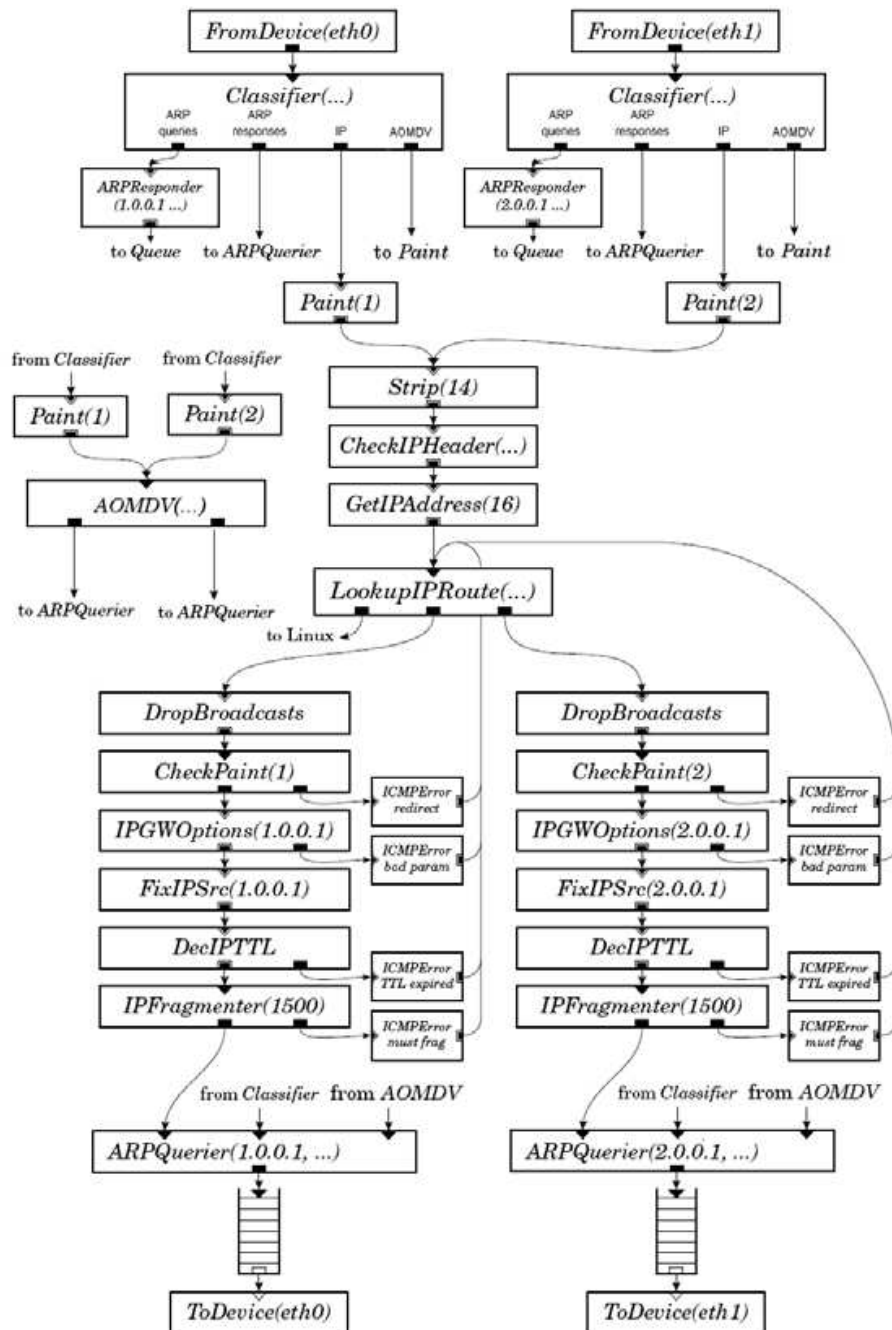 FromDevice(eth0)
FromDevice(eth1)
Classifier(...)
ARP queries
ARP responses
IP
AOMDV
Classifier(...)
ARP queries
ARP responses
IP
AOMDV
ARPResponder
(1.0.0.1 ...)
ARPResponder
(2.0.0.1 ...)
to Queue
to ARPQuerier
to Paint
to Queue
to ARPQuerier
to Paint
Paint(1)
Paint(2)
from Classifier
from Classifier
Paint(1)
Paint(2)
AOMDV(...)
to ARPQuerier
to ARPQuerier
Strip(14)
CheckIPHeader(...)
GetIPAddress(16)
LookupIPRoute(...)
to Linux
DropBroadcasts
CheckPaint(1)
ICMPError
redirect
IPGWOptions(1.0.0.1)
ICMPError
bad param
FixIPSrc(1.0.0.1)
DecIPTTL
ICMPError
TTL expired
IPFragmenter(1500)
ICMPError
must frag
from Classifier
from AOMDV
ARPQuerier(1.0.0.1, ...)
ToDevice(eth0)
DropBroadcasts
CheckPaint(2)
ICMPError
redirect
IPGWOptions(2.0.0.1)
ICMPError
bad param
FixIPSrc(2.0.0.1)
DecIPTTL
ICMPError
TTL expired
IPFragmenter(1500)
ICMPError
must frag
from Classifier
from AOMDV
ARPQuerier(2.0.0.1, ...)
ToDevice(eth1)